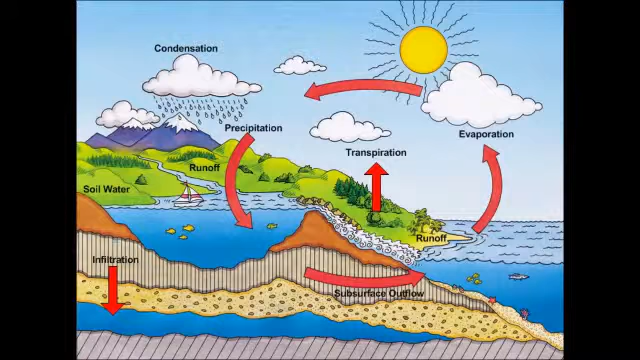 Condensation
Precipitation
Evaporation
Transpiration
Runoff
Soil Water
Runoff
Infiltration
Subsurface Outflow